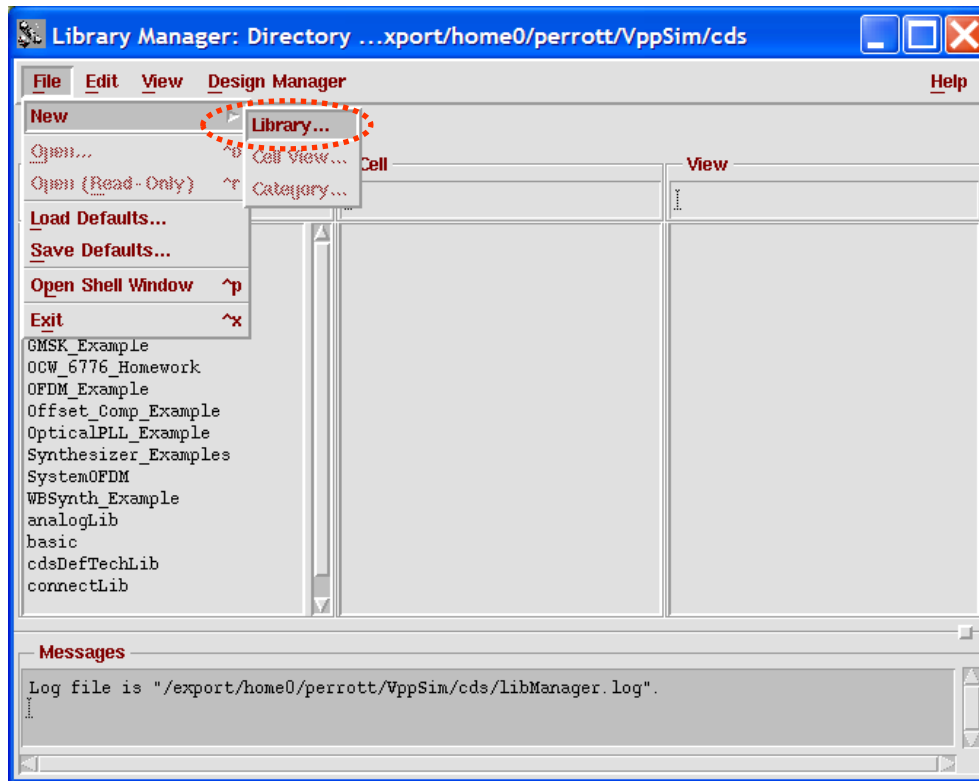 Library Manager: Directory ...xport/home0/perrott/VppSim/cds
File Edit View Design Manager Help
New
Library...
Open... ^o
Cell View...
Open (Read-Only) ^r
Category...
Load Defaults...
Save Defaults...
Open Shell Window ^p
Exit ^x
Cell
View
GMSK_Example
OCW_6776_Homework
OFDM_Example
Offset_Comp_Example
OpticalPLL_Example
Synthesizer_Examples
SystemOFDM
WBSynth_Example
analogLib
basic
cdsDefTechLib
connectLib
Messages
Log file is "/export/home0/perrott/VppSim/cds/libManager.log".